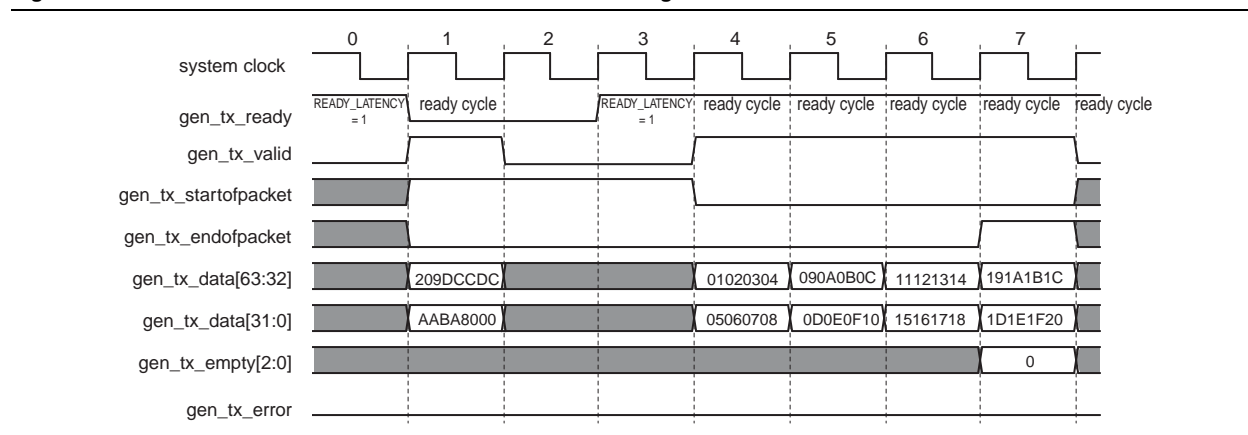 0 1 2 3 4 5 6 7
system clock
READY_LATENCY ready cycle READY_LATENCY ready cycle ready cycle ready cycle ready cycle ready cycle
gen_tx_ready = 1 = 1
gen_tx_valid
gen_tx_startofpacket
gen_tx_endofpacket
gen_tx_data[63:32] 209DCCDC 01020304 090A0B0C 11121314 191A1B1C
gen_tx_data[31:0] AABA8000 05060708 0D0E0F10 15161718 1D1E1F20
gen_tx_empty[2:0] 0
gen_tx_error